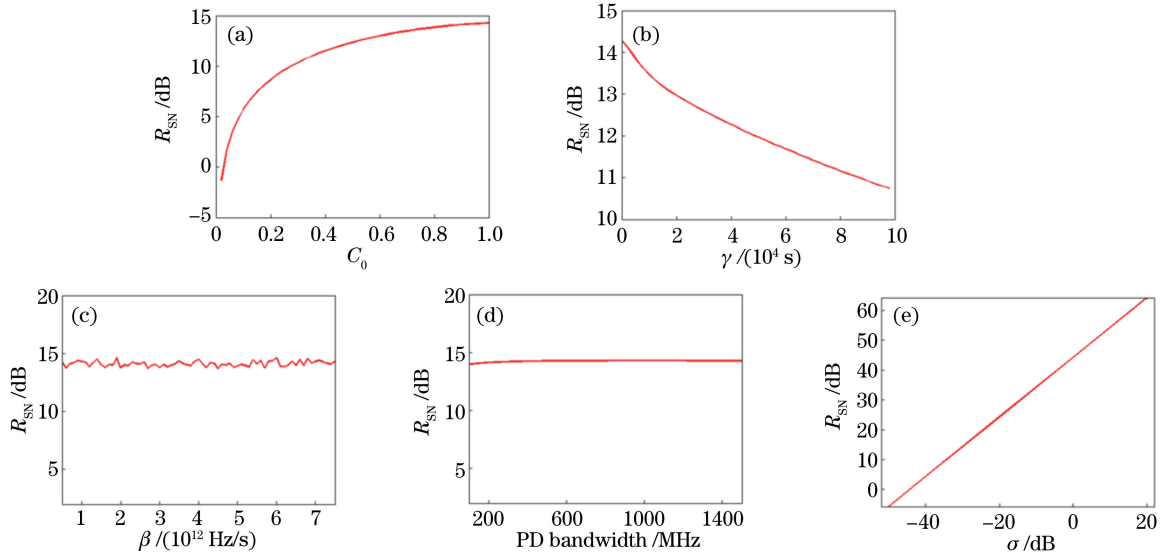 (a)
R_SN /dB
15
10
5
0
−5
0 0.2 0.4 0.6 0.8 1.0
C_0
(b)
R_SN /dB
15
14
13
12
11
10
0 2 4 6 8 10
γ /(10^4 s)
(c)
R_SN /dB
20
15
10
5
1 2 3 4 5 6 7
β /(10^12 Hz/s)
(d)
R_SN /dB
20
15
10
5
200 600 1000 1400
PD bandwidth /MHz
(e)
R_SN /dB
60
50
40
30
20
10
0
−40 −20 0 20
σ /dB